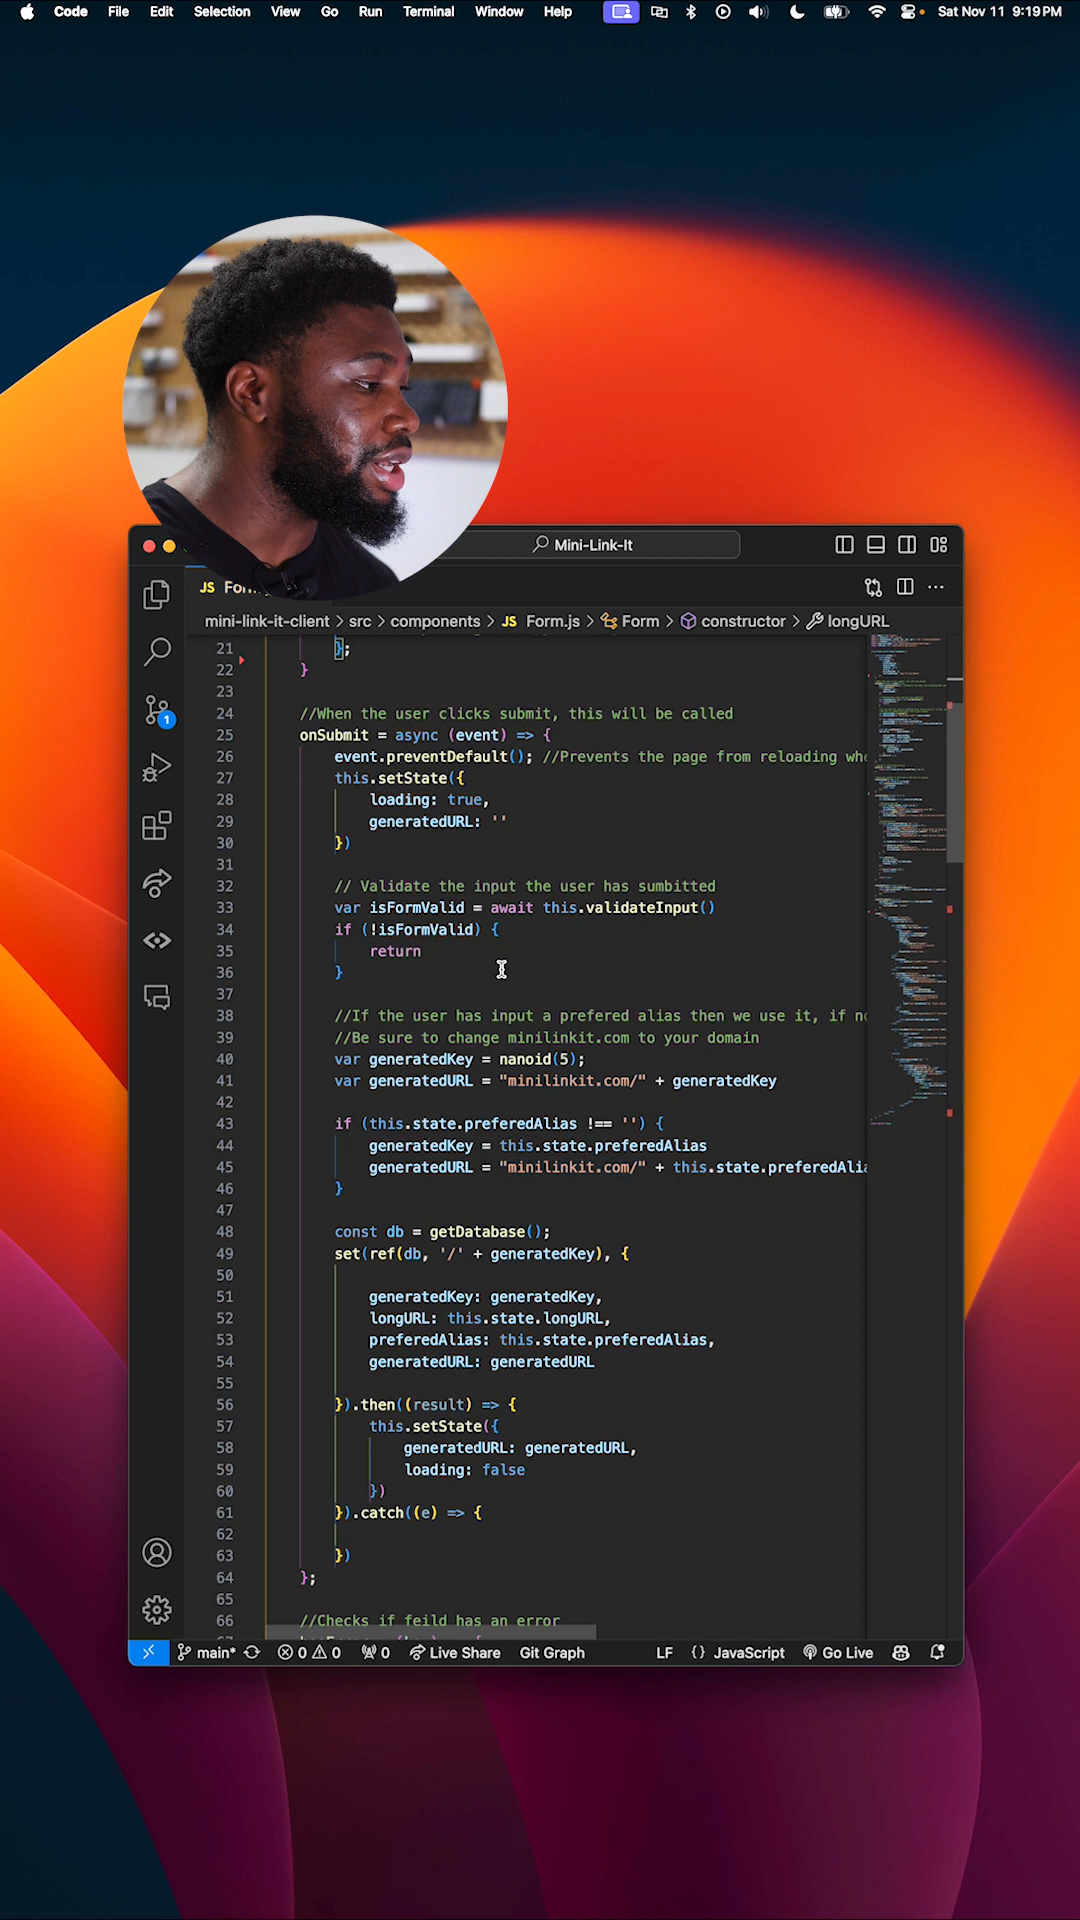 Code File Edit Selection View Go Run Terminal Window Help Sat Nov 11 9:19 PM
Mini-Link-It
JS
mini-link-it-client > src > components > JS Form.js > Form > constructor > longURL
21 };
22 }
23
24 //When the user clicks submit, this will be called
25 onSubmit = async (event) => {
26 event.preventDefault(); //Prevents the page from reloading
27 this.setState({
28 loading: true,
29 generatedURL: ''
30 })
31
32 // Validate the input the user has sumbitted
33 var isFormValid = await this.validateInput()
34 if (!isFormValid) {
35 return
36 }
37
38 //If the user has input a prefered alias then we use it, if
39 //Be sure to change minilinkit.com to your domain
40 var generatedKey = nanoid(5);
41 var generatedURL = "minilinkit.com/" + generatedKey
42
43 if (this.state.preferedAlias !== '') {
44 generatedKey = this.state.preferedAlias
45 generatedURL = "minilinkit.com/" + this.state.preferedAlia
46 }
47
48 const db = getDatabase();
49 set(ref(db, '/' + generatedKey), {
50
51 generatedKey: generatedKey,
52 longURL: this.state.longURL,
53 preferedAlias: this.state.preferedAlias,
54 generatedURL: generatedURL
55
56 }).then((result) => {
57 this.setState({
58 generatedURL: generatedURL,
59 loading: false
60 })
61 }).catch((e) => {
62
63 })
64 };
65
66 //Checks if feild has an error
1
main* 0 0 0 Live Share Git Graph LF {} JavaScript Go Live